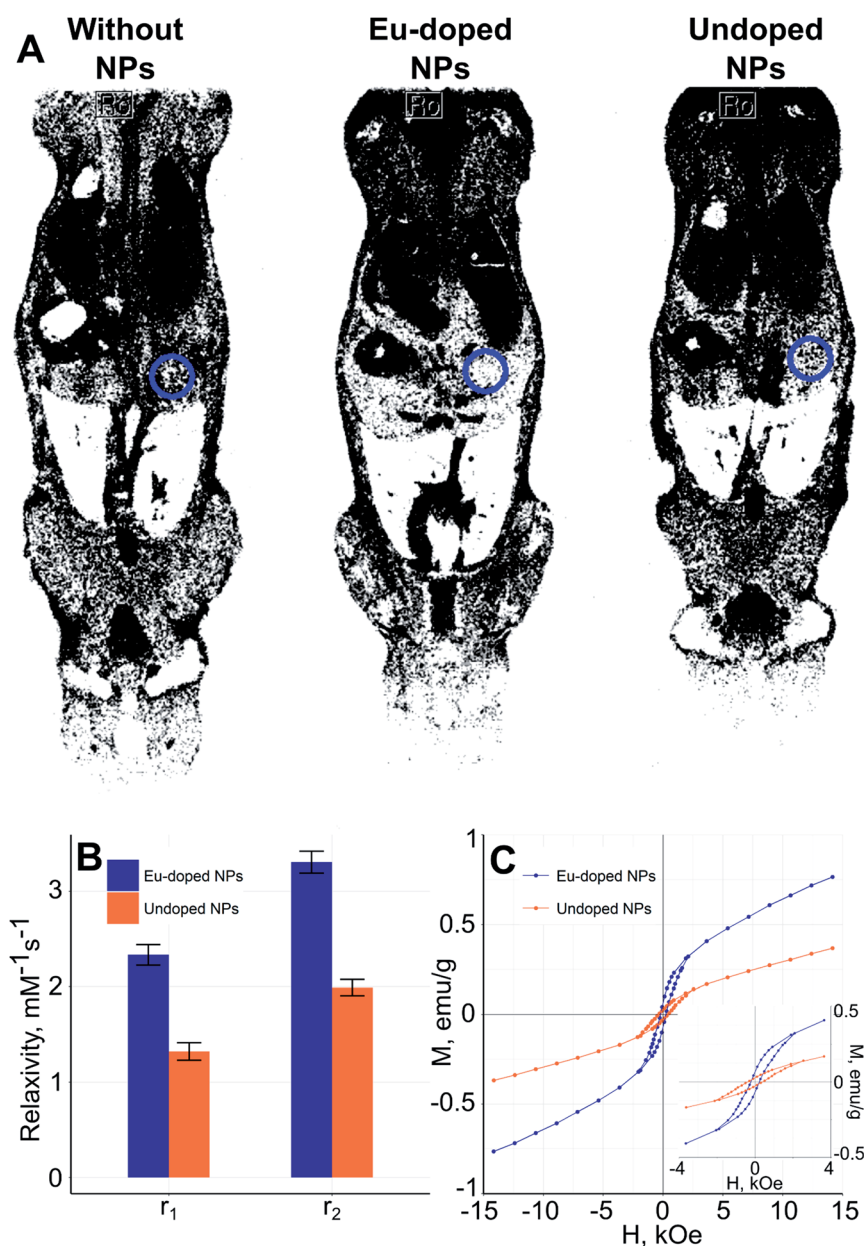 A
Without
NPs
Eu-doped
NPs
Undoped
NPs
Ro
Ro
Ro
B
Eu-doped NPs
Undoped NPs
Relaxivity, mM⁻¹s⁻¹
3
2
1
0
r₁
r₂
C
Eu-doped NPs
Undoped NPs
M, emu/g
1
0.5
0
-0.5
-1
-15
-10
-5
0
5
10
15
H, kOe
0.5
0
-0.5
M, emu/g
-4
0
4
H, kOe